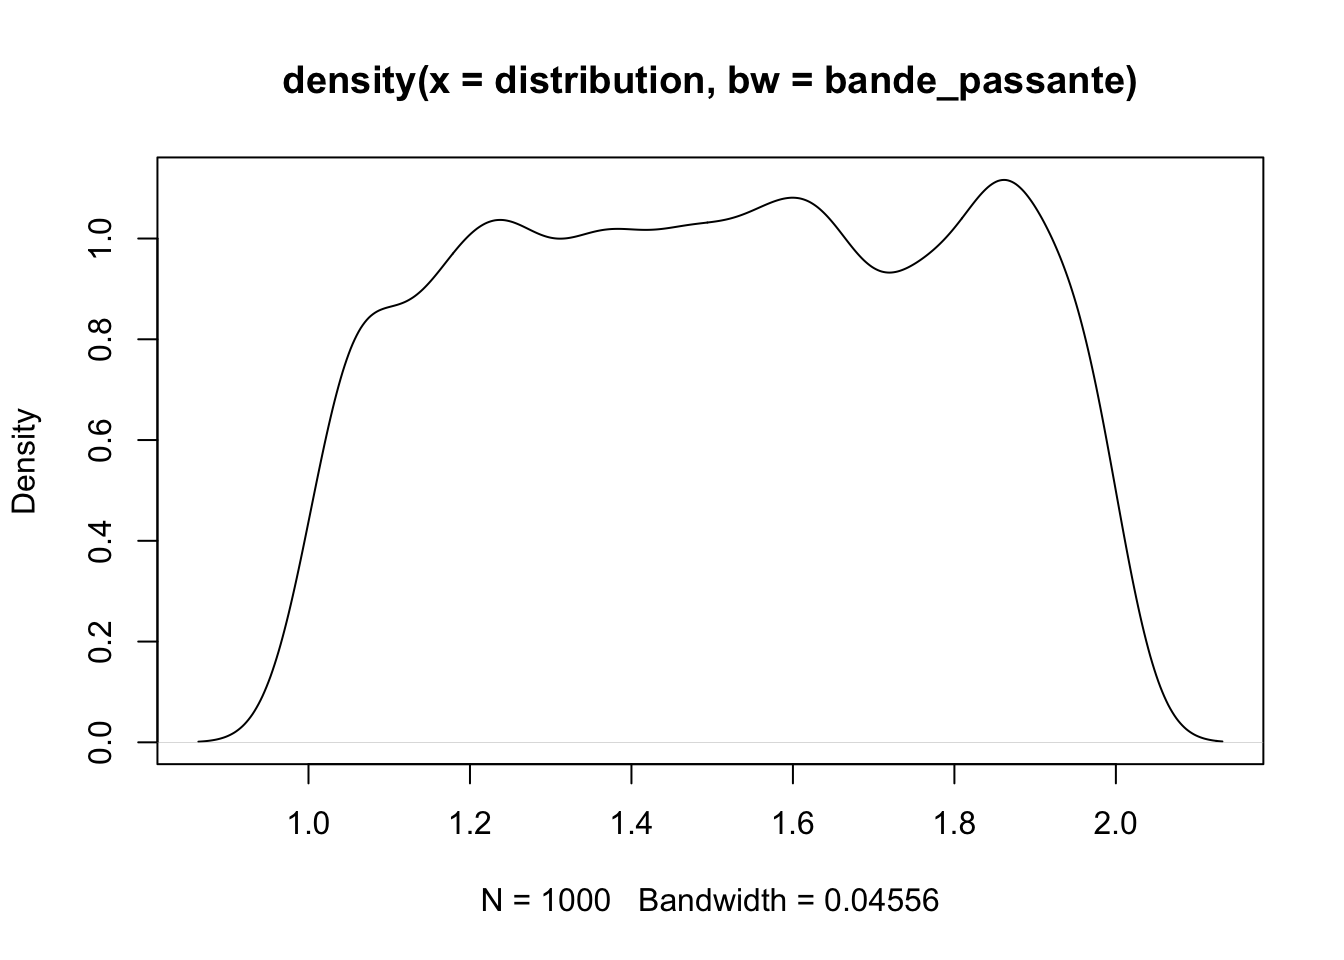 density(x = distribution, bw = bande_passante)
Density
1.0
0.8
0.6
0.4
0.2
0.0
1.0 1.2 1.4 1.6 1.8 2.0
N = 1000 Bandwidth = 0.04556